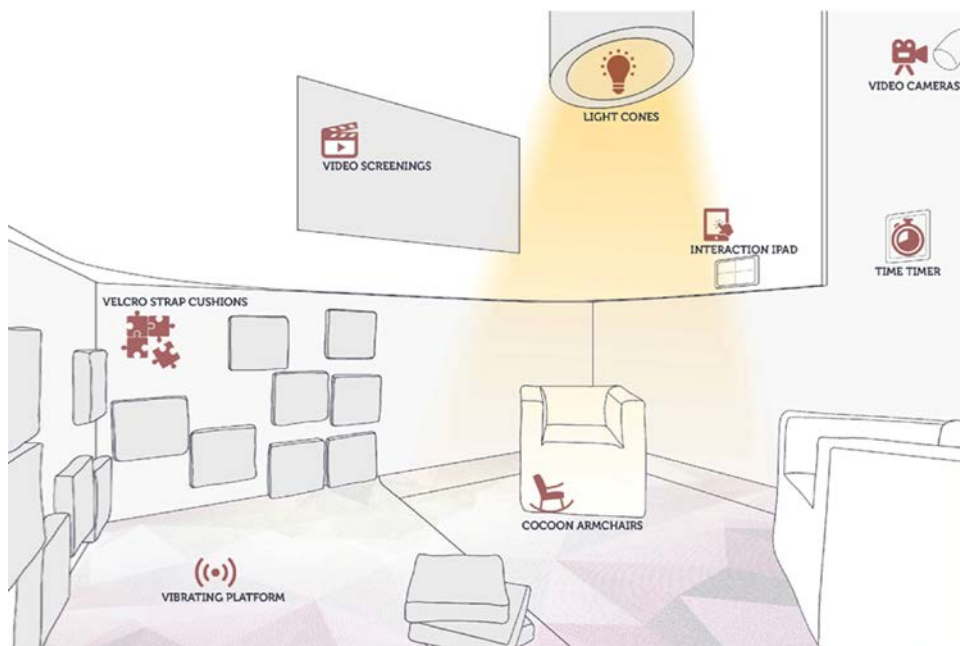 VIDEO CAMERAS
LIGHT CONES
VIDEO SCREENINGS
INTERACTION IPAD
TIME TIMER
VELCRO STRAP CUSHIONS
COCOON ARMCHAIRS
VIBRATING PLATFORM